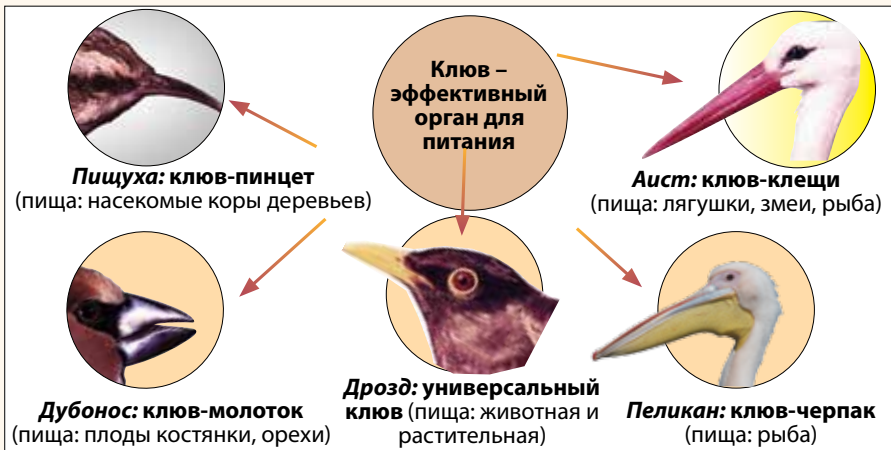 Клюв –
эффективный
орган для
питания
Пищуха: клюв-пинцет
(пища: насекомые коры деревьев)
Аист: клюв-клещи
(пища: лягушки, змеи, рыба)
Дубонос: клюв-молоток
(пища: плоды костянки, орехи)
Дрозд: универсальный
клюв (пища: животная и
растительная)
Пеликан: клюв-черпак
(пища: рыба)